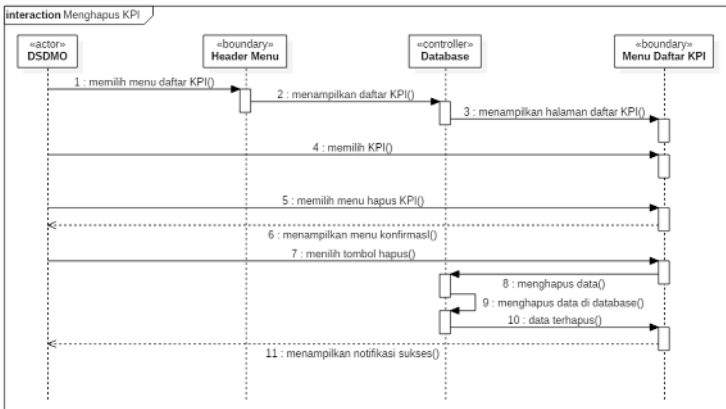 interaction Menghapus KPI
«actor»
DSDMO
«boundary»
Header Menu
«controller»
Database
«boundary»
Menu Daftar KPI
1 : memilih menu daftar KPI()
2 : menampilkan daftar KPI()
3 : menampilkan halaman daftar KPI()
4 : memilih KPI()
5 : memilih menu hapus KPI()
6 : menampilkan menu konfirmasI()
7 : menilih tombol hapus()
8 : menghapus data()
9 : menghapus data di database()
10 : data terhapus()
11 : menampilkan notifikasi sukses()